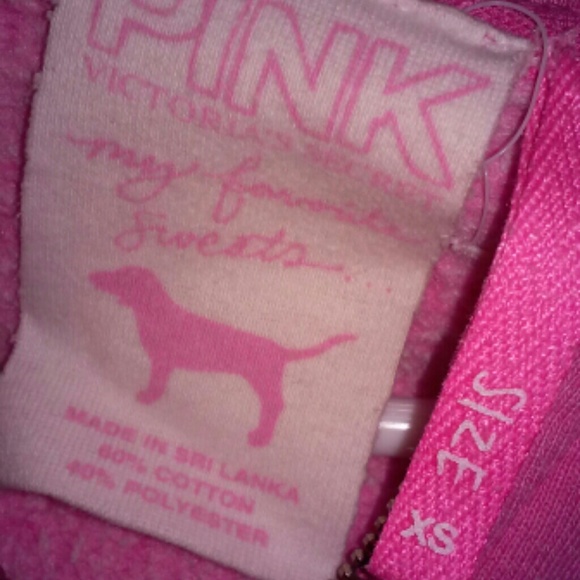 PINK
VICTORIA'S SECRET
my favorite
sweats...
MADE IN SRI LANKA
60% COTTON
40% POLYESTER
SIZE
XS